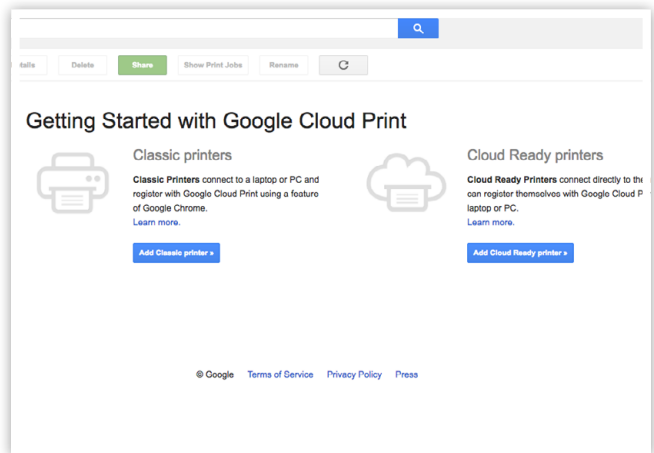 etails Delete Share Show Print Jobs Rename
Getting Started with Google Cloud Print
Classic printers
Classic Printers connect to a laptop or PC and
register with Google Cloud Print using a feature
of Google Chrome.
Learn more.
Add Classic printer »
Cloud Ready printers
Cloud Ready Printers connect directly to the
can register themselves with Google Cloud P
laptop or PC.
Learn more.
Add Cloud Ready printer »
© Google Terms of Service Privacy Policy Press